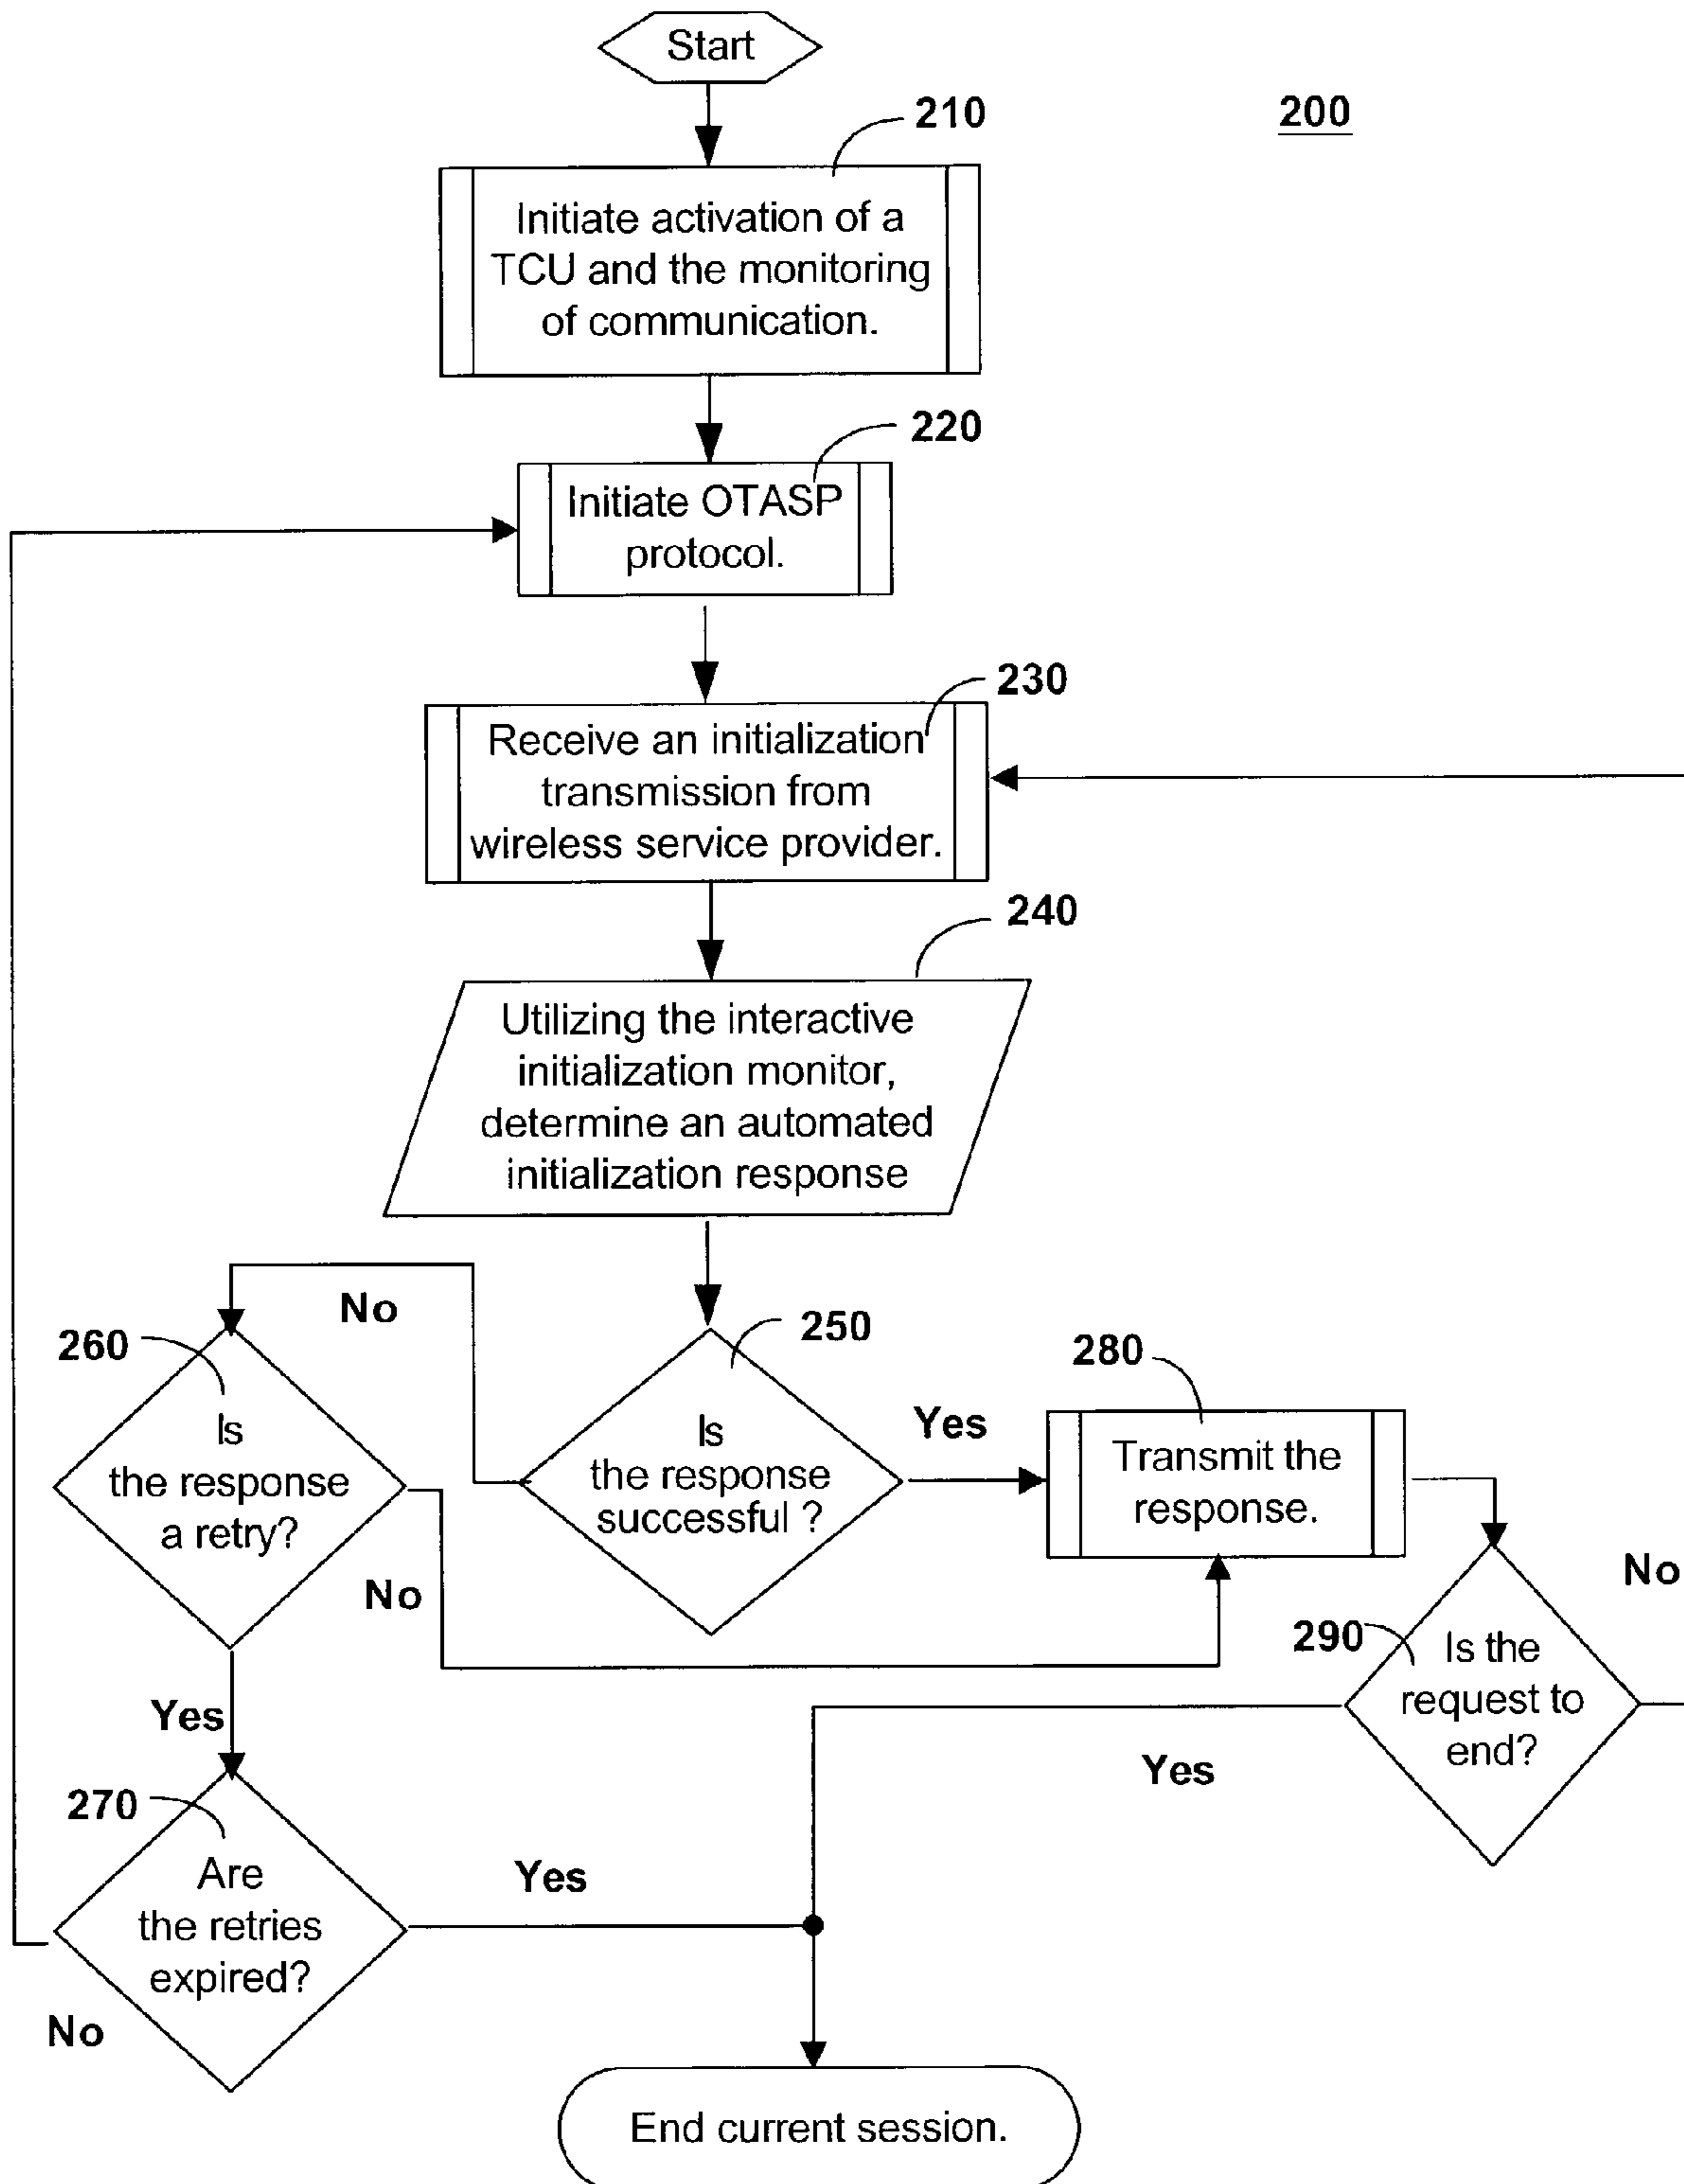 Start
210
200
Initiate activation of a
TCU and the monitoring
of communication.
220
Initiate OTASP
protocol.
230
Receive an initialization
transmission from
wireless service provider.
240
Utilizing the interactive
initialization monitor,
determine an automated
initialization response
No
250
260
280
Is
the response
a retry?
Is
the response
successful ?
Yes
Transmit the
response.
No
No
290
Is the
request to
end?
Yes
Yes
270
Are
the retries
expired?
Yes
No
End current session.